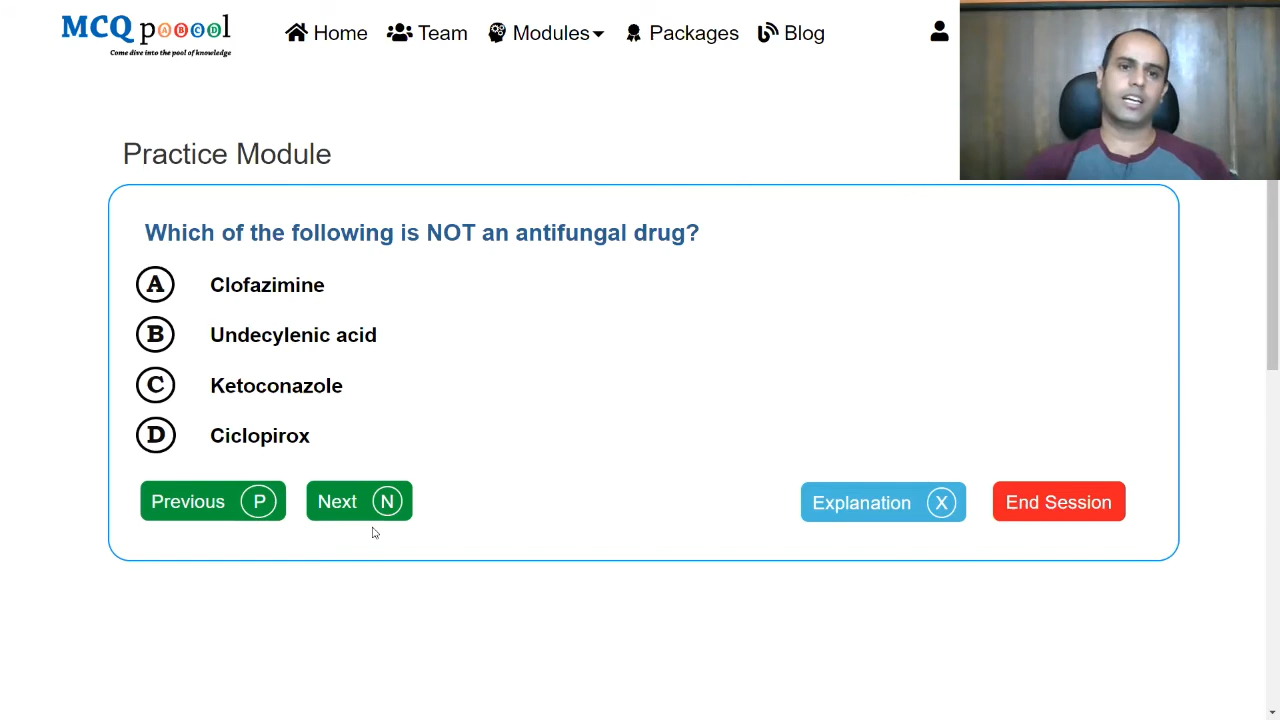 MCQ pABCDl
Come dive into the pool of knowledge
Home Team Modules Packages Blog
Practice Module
Which of the following is NOT an antifungal drug?
A Clofazimine
B Undecylenic acid
C Ketoconazole
D Ciclopirox
Previous P Next N Explanation X End Session